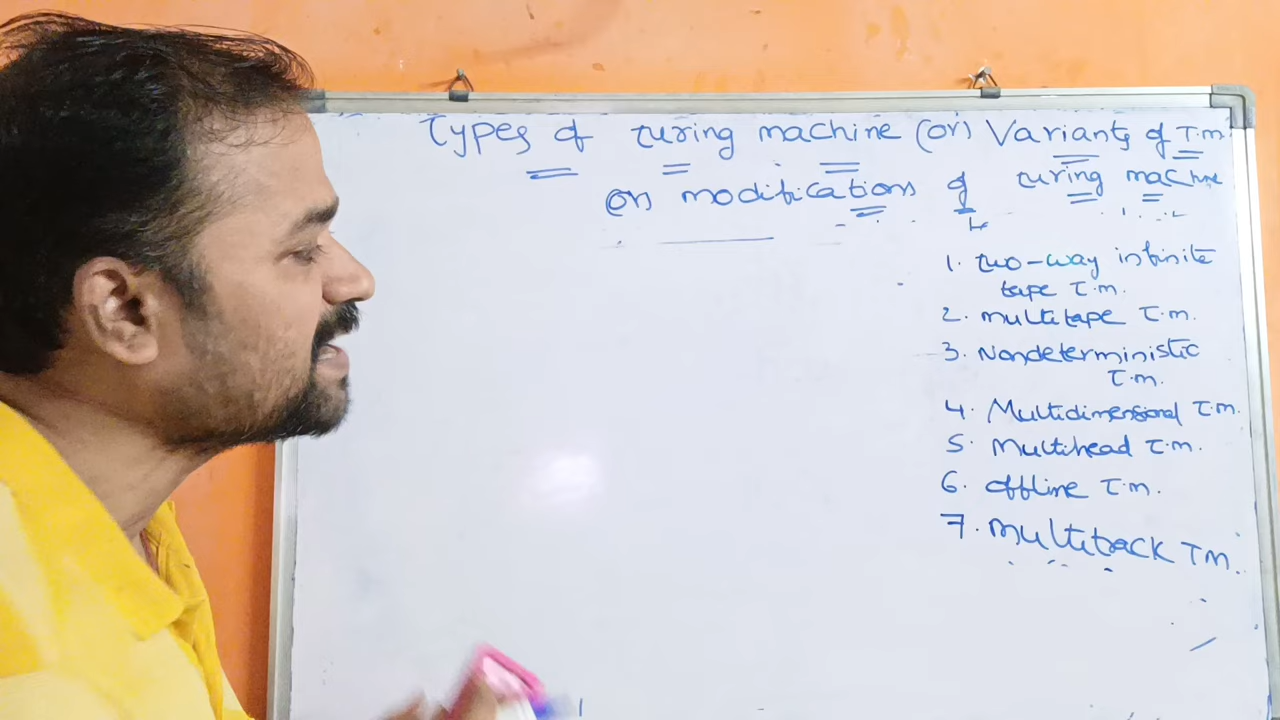 Types of turing machine (or) Variants of T.m
(or) modifications of turing machine
1. two-way infinite
tape T.m.
2. multitape T.m.
3. Nondeterministic
T.m.
4. Multidimensional T.m.
5. Multihead T.m.
6. offline T.m.
7. multitrack TM.